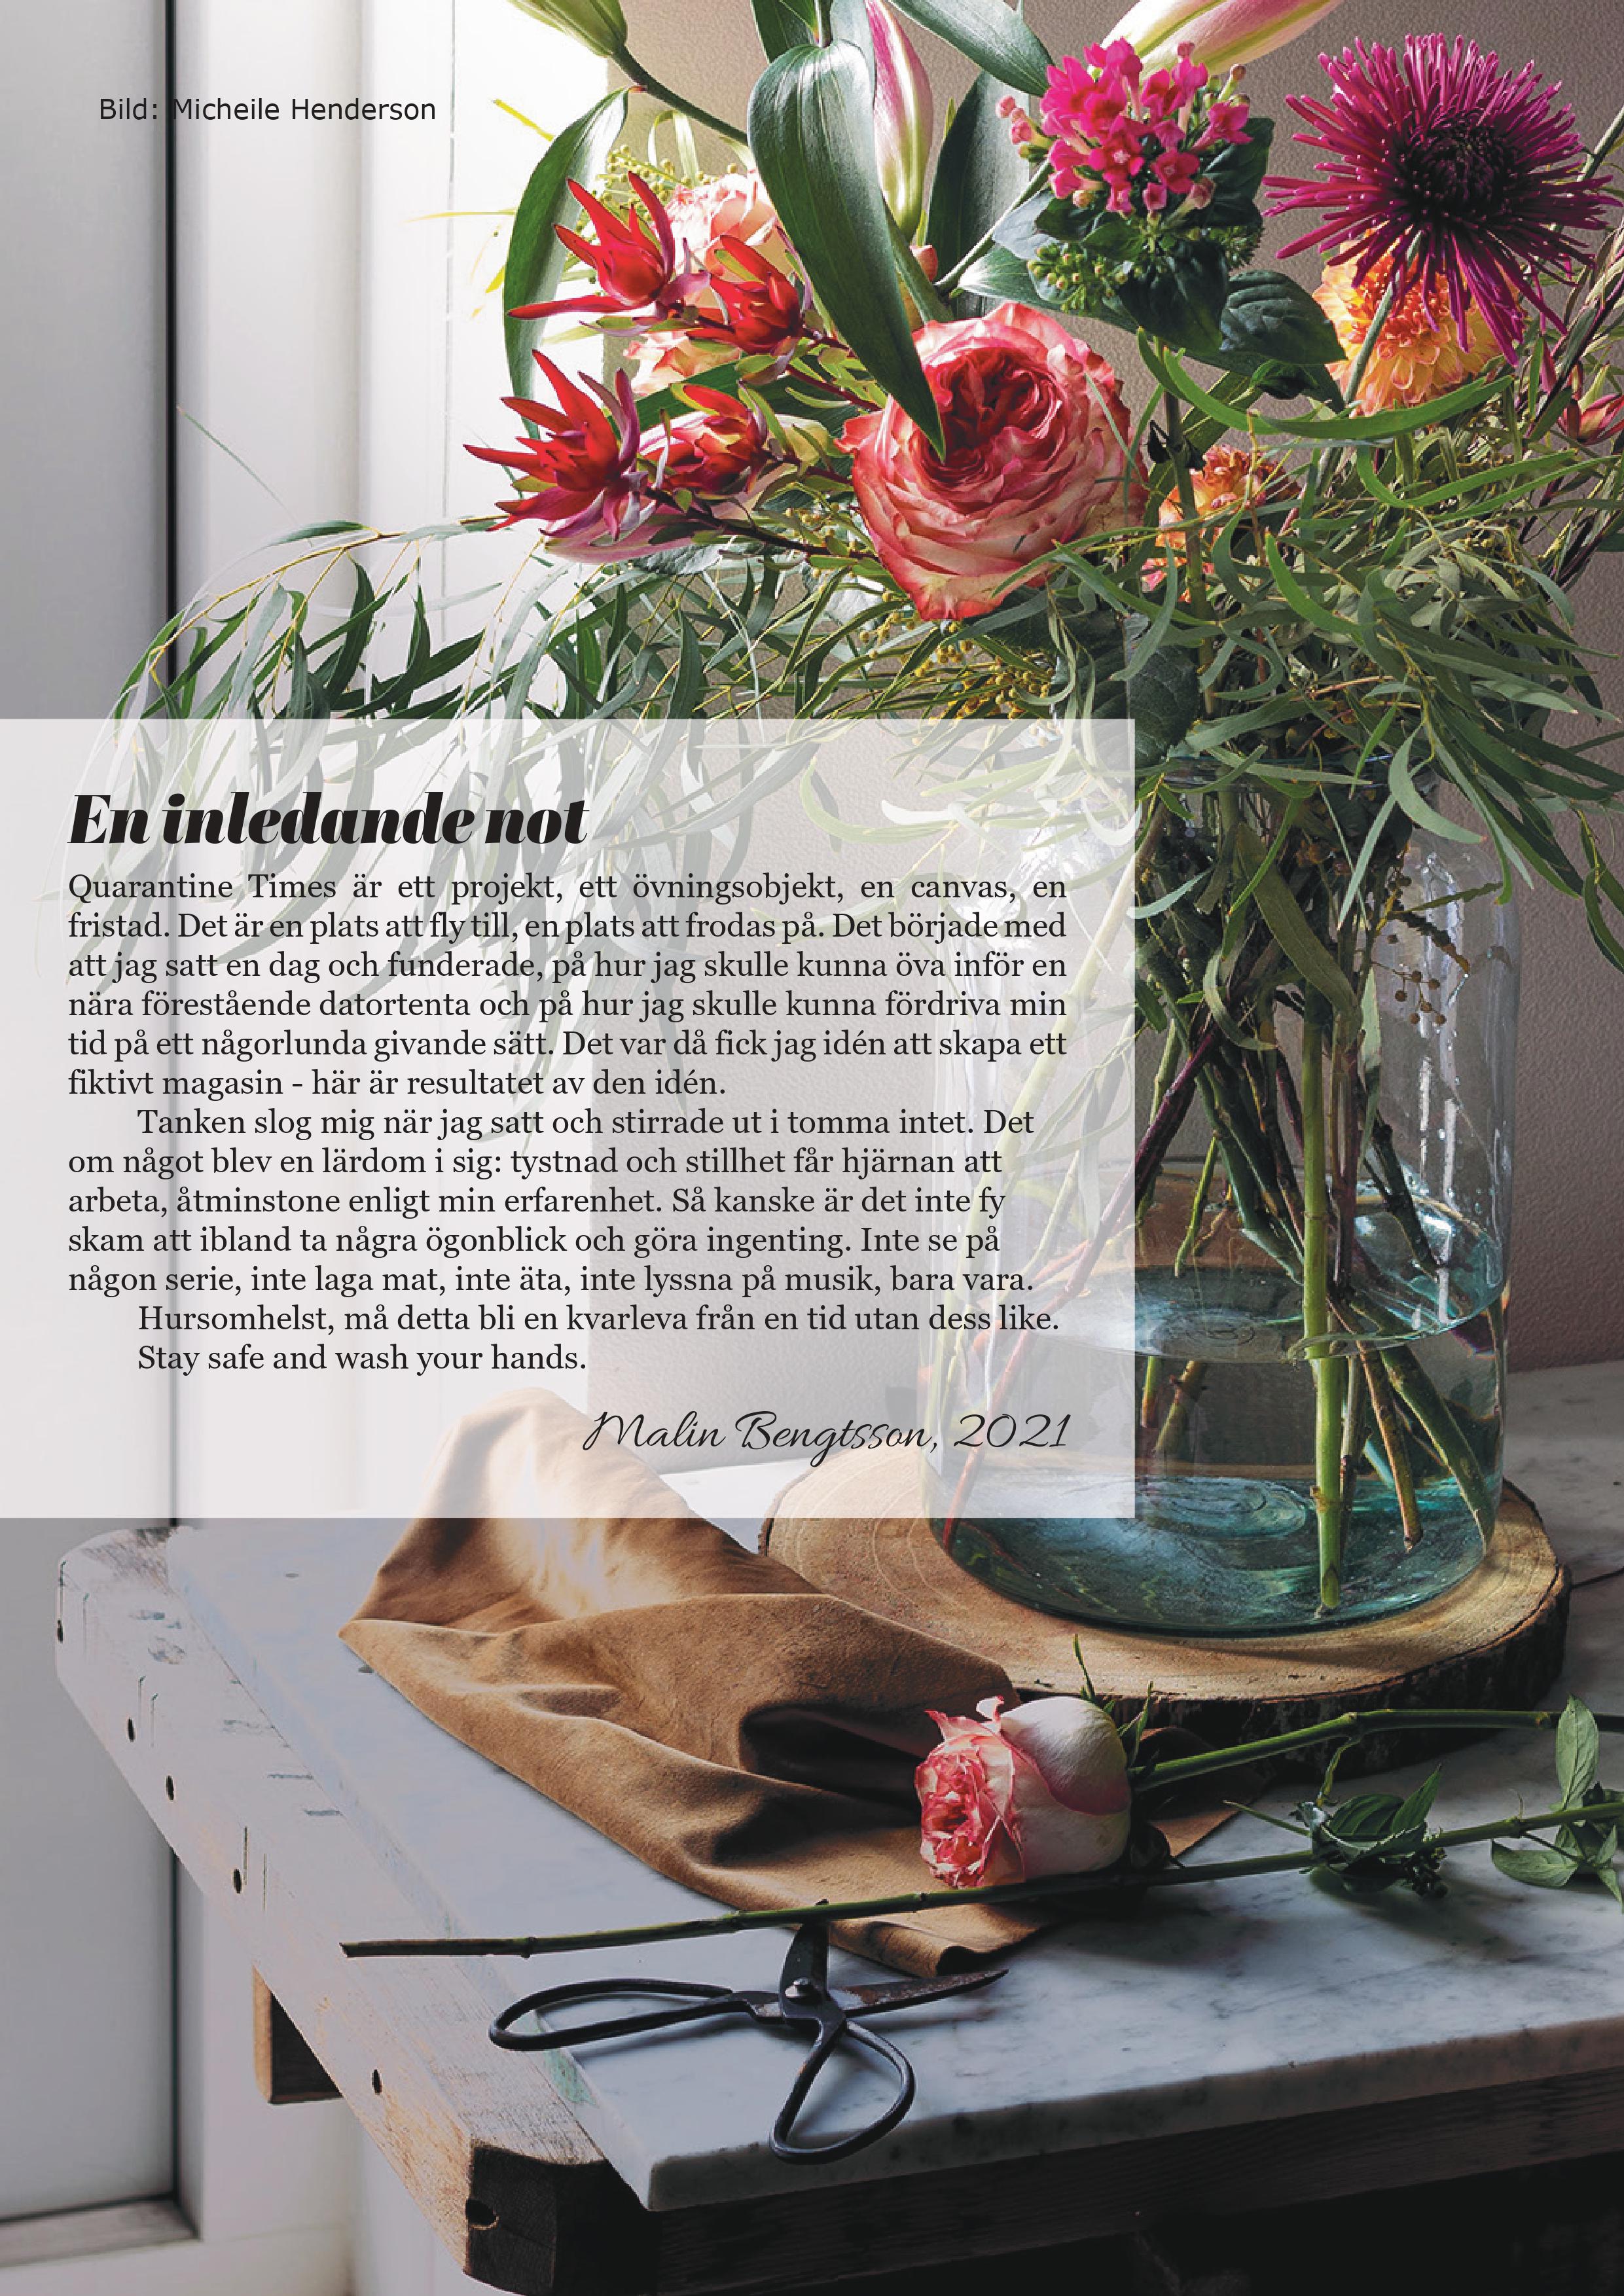 Bild: Micheile Henderson
En inledande not
Quarantine Times är ett projekt, ett övningsobjekt, en canvas, en
fristad. Det är en plats att fly till, en plats att frodas på. Det började med
att jag satt en dag och funderade, på hur jag skulle kunna öva inför en
nära förestående datortenta och på hur jag skulle kunna fördriva min
tid på ett någorlunda givande sätt. Det var då fick jag idén att skapa ett
fiktivt magasin - här är resultatet av den idén.
Tanken slog mig när jag satt och stirrade ut i tomma intet. Det
om något blev en lärdom i sig: tystnad och stillhet får hjärnan att
arbeta, åtminstone enligt min erfarenhet. Så kanske är det inte fy
skam att ibland ta några ögonblick och göra ingenting. Inte se på
någon serie, inte laga mat, inte äta, inte lyssna på musik, bara vara.
Hursomhelst, må detta bli en kvarleva från en tid utan dess like.
Stay safe and wash your hands.
Malin Bengtsson, 2021